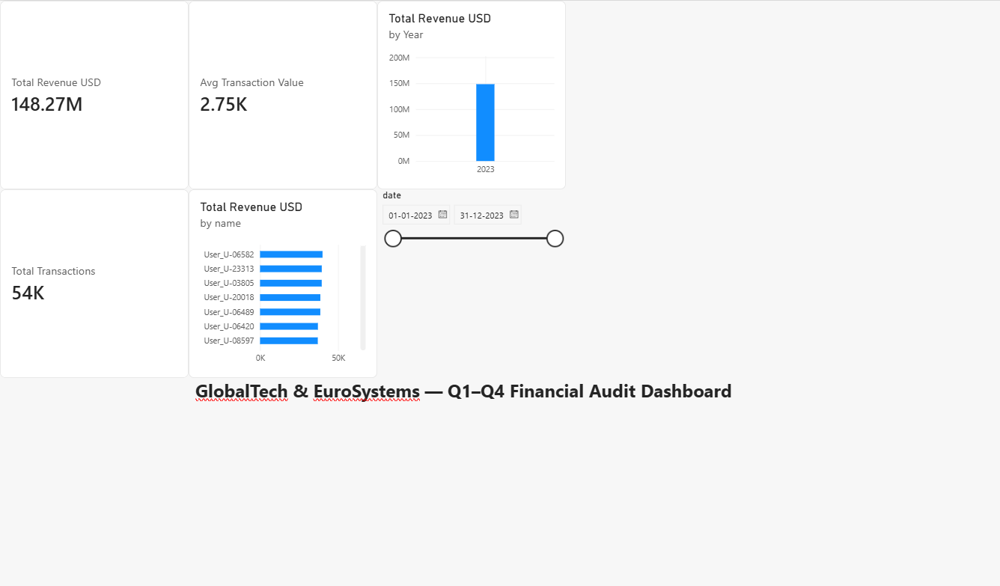 Total Revenue USD
148.27M
Avg Transaction Value
2.75K
Total Revenue USD
by Year
200M
150M
100M
50M
0M
2023
Total Transactions
54K
Total Revenue USD
by name
User_U-06582
User_U-23313
User_U-03805
User_U-20018
User_U-06489
User_U-06420
User_U-08597
0K 50K
date
01-01-2023 31-12-2023
GlobalTech & EuroSystems — Q1–Q4 Financial Audit Dashboard